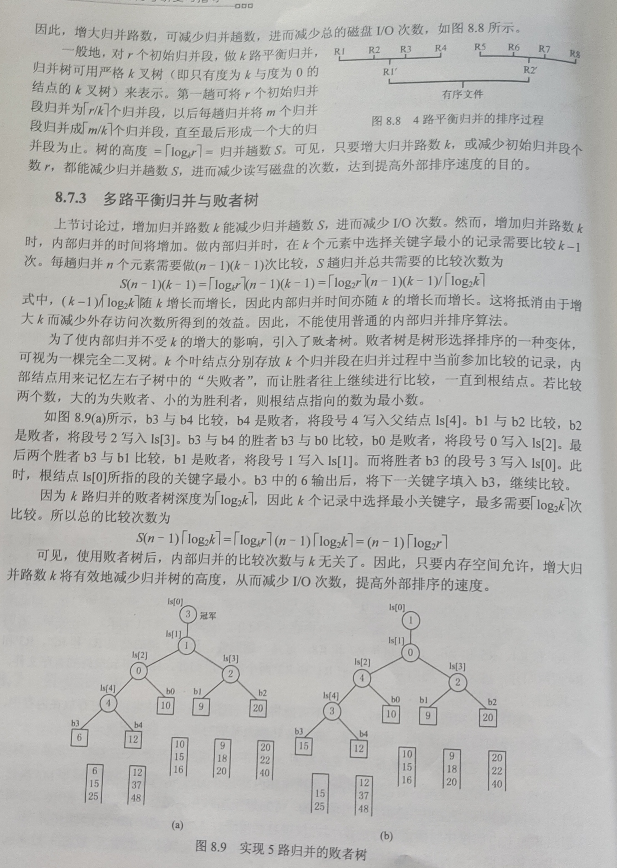 因此，增大归并路数，可减少归并趟数，进而减少总的磁盘 I/O 次数，如图 8.8 所示。
一般地，对 r 个初始归并段，做 k 路平衡归并，
归并树可用严格 k 叉树（即只有度为 k 与度为 0 的
结点的 k 叉树）来表示。第一趟可将 r 个初始归并
段归并为⌈r/k⌉个归并段，以后每趟归并将 m 个归并
段归并成⌈m/k⌉个归并段，直至最后形成一个大的归
R1 R2 R3 R4 R5 R6 R7 R8
R1′ R2′
有序文件
图 8.8 4 路平衡归并的排序过程
并段为止。树的高度 =⌈logₖr⌉= 归并趟数 S。可见，只要增大归并路数 k，或减少初始归并段个
数 r，都能减少归并趟数 S，进而减少读写磁盘的次数，达到提高外部排序速度的目的。
8.7.3 多路平衡归并与败者树
上节讨论过，增加归并路数 k 能减少归并趟数 S，进而减少 I/O 次数。然而，增加归并路数 k
时，内部归并的时间将增加。做内部归并时，在 k 个元素中选择关键字最小的记录需要比较 k−1
次。每趟归并 n 个元素需要做(n−1)(k−1)次比较，S 趟归并总共需要的比较次数为
S(n−1)(k−1)=⌈logₖr⌉(n−1)(k−1)=⌈log₂r⌉(n−1)(k−1)/⌈log₂k⌉
式中，(k−1)/⌈log₂k⌉随 k 增长而增长，因此内部归并时间亦随 k 的增长而增长。这将抵消由于增
大 k 而减少外存访问次数所得到的效益。因此，不能使用普通的内部归并排序算法。
为了使内部归并不受 k 的增大的影响，引入了败者树。败者树是树形选择排序的一种变体，
可视为一棵完全二叉树。k 个叶结点分别存放 k 个归并段在归并过程中当前参加比较的记录，内
部结点用来记忆左右子树中的“失败者”，而让胜者往上继续进行比较，一直到根结点。若比较
两个数，大的为失败者、小的为胜利者，则根结点指向的数为最小数。
如图 8.9(a)所示，b3 与 b4 比较，b4 是败者，将段号 4 写入父结点 ls[4]。b1 与 b2 比较，b2
是败者，将段号 2 写入 ls[3]。b3 与 b4 的胜者 b3 与 b0 比较，b0 是败者，将段号 0 写入 ls[2]。最
后两个胜者 b3 与 b1 比较，b1 是败者，将段号 1 写入 ls[1]。而将胜者 b3 的段号 3 写入 ls[0]。此
时，根结点 ls[0]所指的段的关键字最小。b3 中的 6 输出后，将下一关键字填入 b3，继续比较。
因为 k 路归并的败者树深度为⌈log₂k⌉，因此 k 个记录中选择最小关键字，最多需要⌈log₂k⌉次
比较。所以总的比较次数为
S(n−1)⌈log₂k⌉=⌈logₖr⌉(n−1)⌈log₂k⌉=(n−1)⌈log₂r⌉
可见，使用败者树后，内部归并的比较次数与 k 无关了。因此，只要内存空间允许，增大归
并路数 k 将有效地减少归并树的高度，从而减少 I/O 次数，提高外部排序的速度。
ls[0]
3 冠军
ls[1]
1
ls[2] ls[3]
0 2
ls[4] b0 b1 b2
4 10 9 20
b3 b4
6 12
10 9 20
15 18 22
16 20 40
6 12
15 37
25 48
(a)
ls[0]
1
ls[1]
0
ls[2] ls[3]
4 2
ls[4] b0 b1 b2
3 10 9 20
b3 b4
15 12
10 9 20
15 18 22
16 20 40
12
15 37
25 48
(b)
图 8.9 实现 5 路归并的败者树